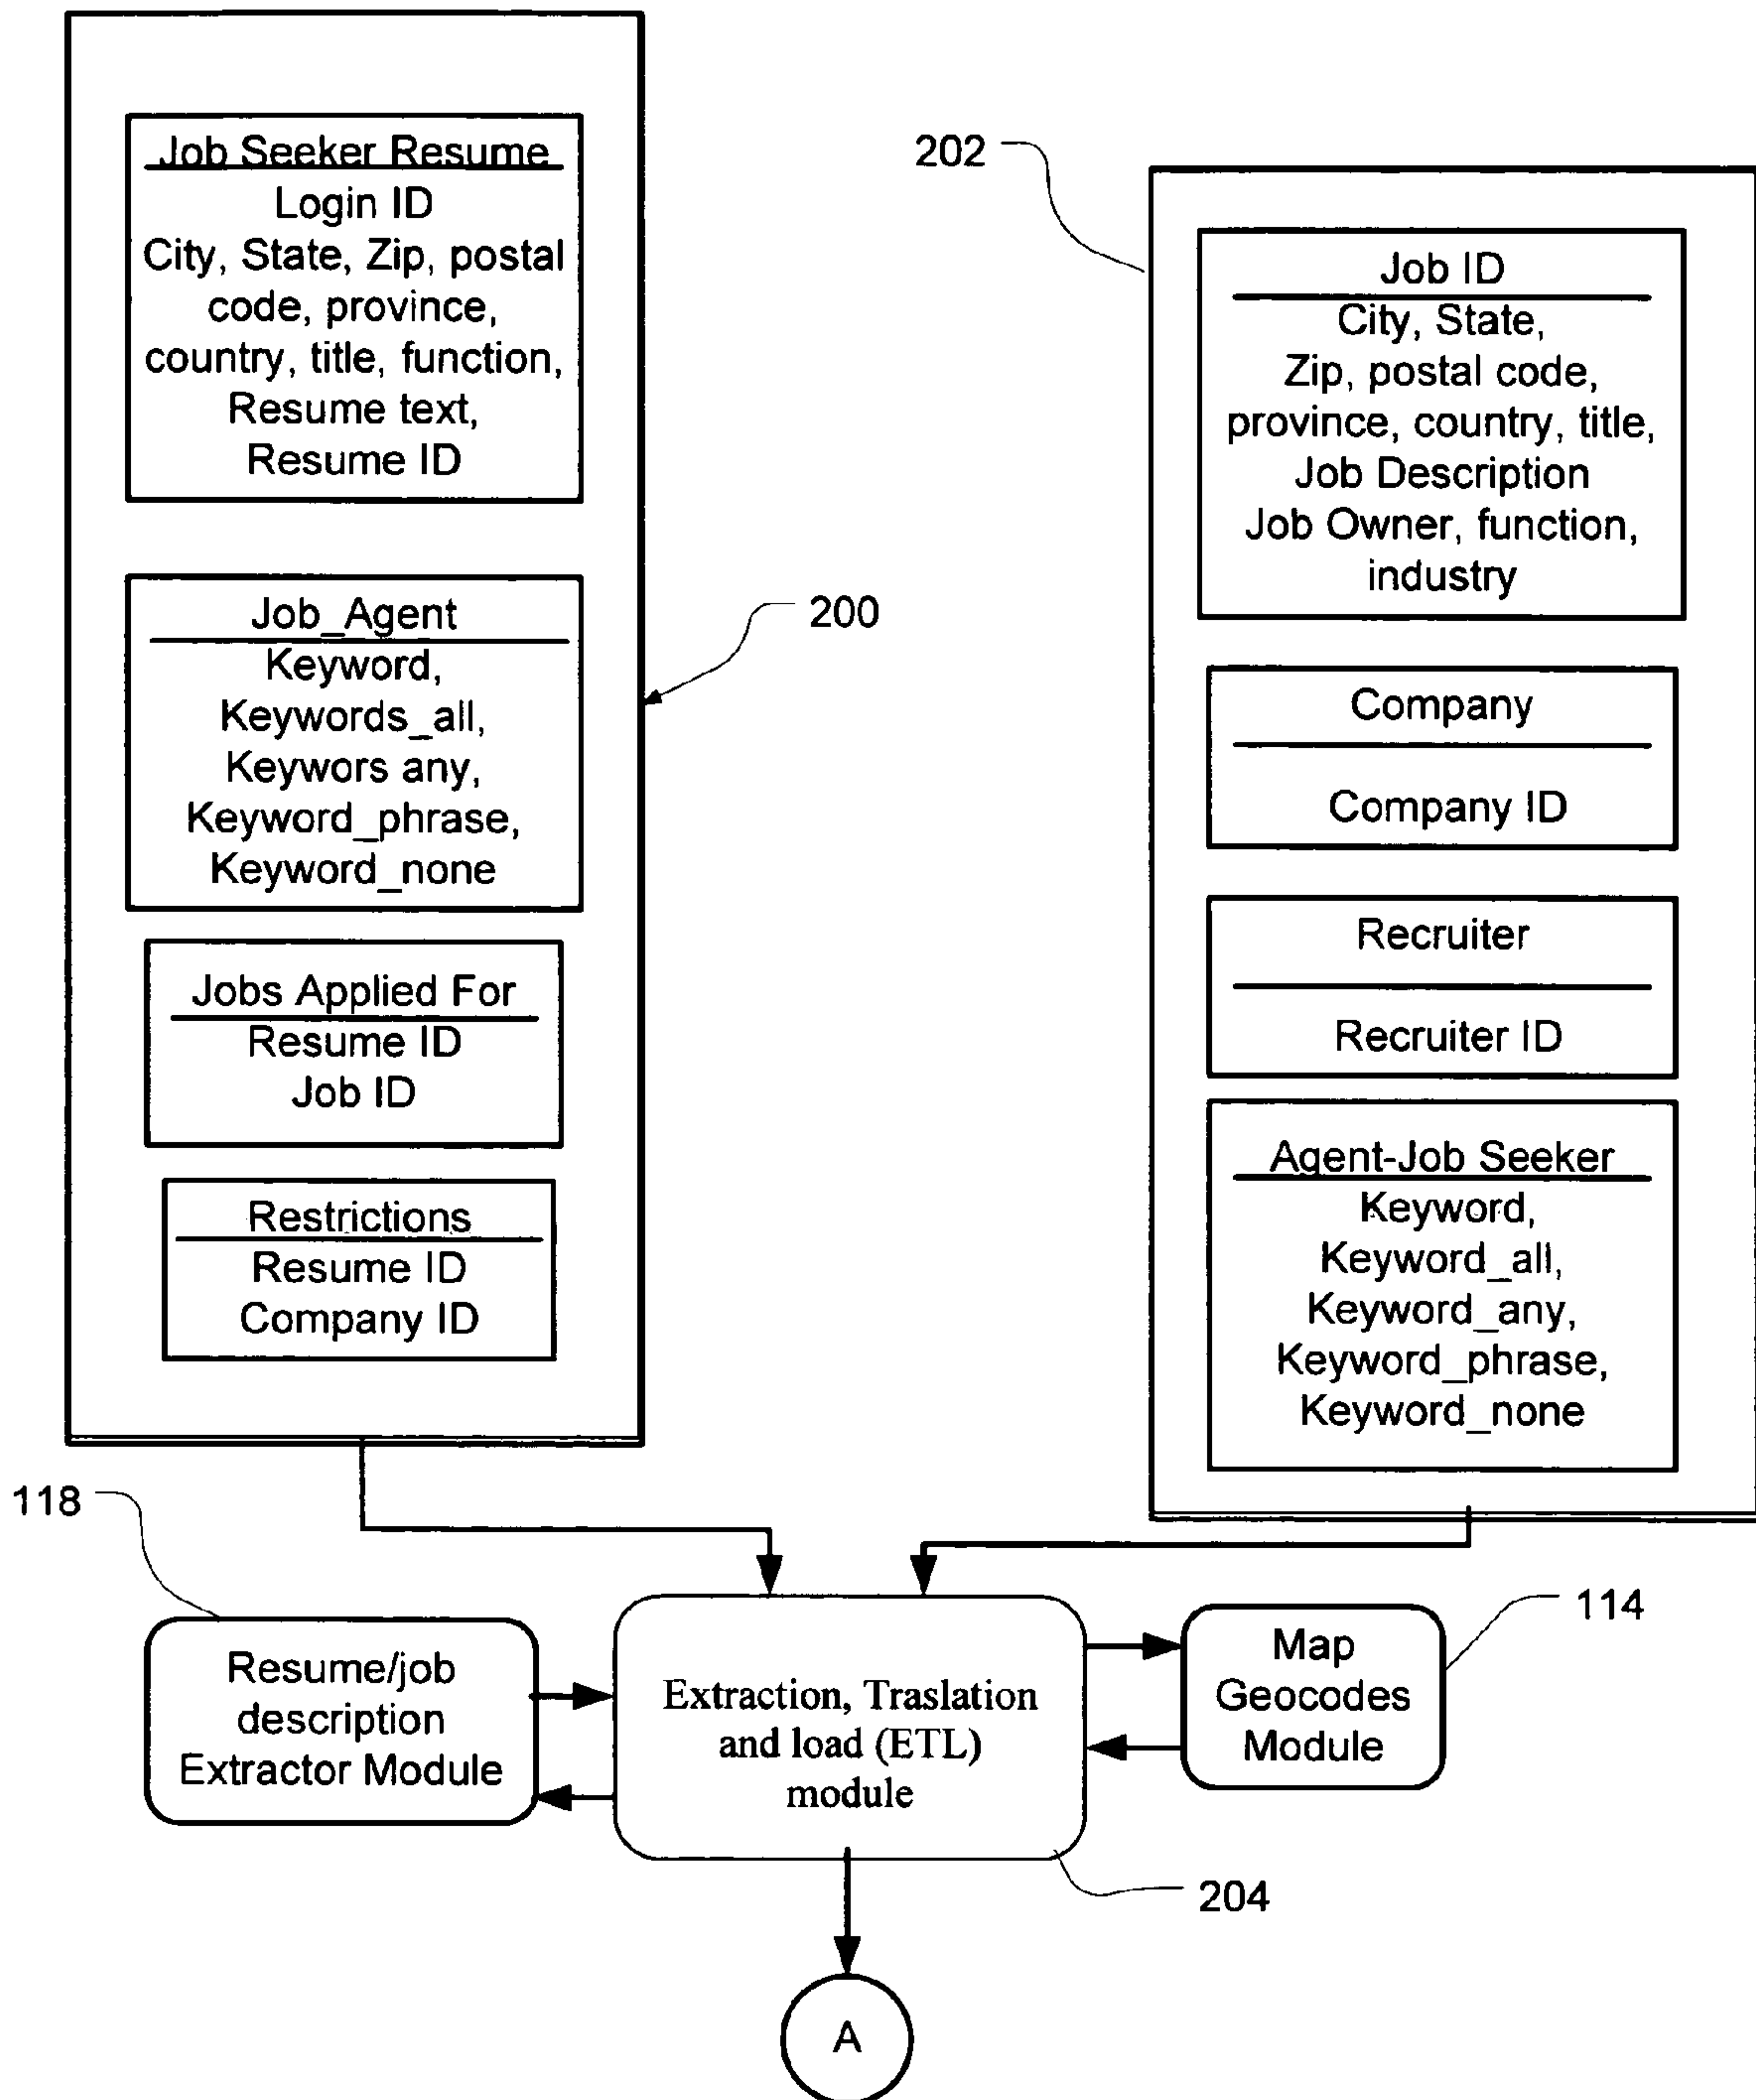 Job Seeker Resume
Login ID
City, State, Zip, postal
code, province,
country, title, function,
Resume text,
Resume ID
Job_Agent
Keyword,
Keywords_all,
Keywors any,
Keyword_phrase,
Keyword_none
Jobs Applied For
Resume ID
Job ID
Restrictions
Resume ID
Company ID
200
202
Job ID
City, State,
Zip, postal code,
province, country, title,
Job Description
Job Owner, function,
industry
Company
Company ID
Recruiter
Recruiter ID
Agent-Job Seeker
Keyword,
Keyword_all,
Keyword_any,
Keyword_phrase,
Keyword_none
118
Resume/job
description
Extractor Module
Extraction, Traslation
and load (ETL)
module
Map
Geocodes
Module
114
204
A